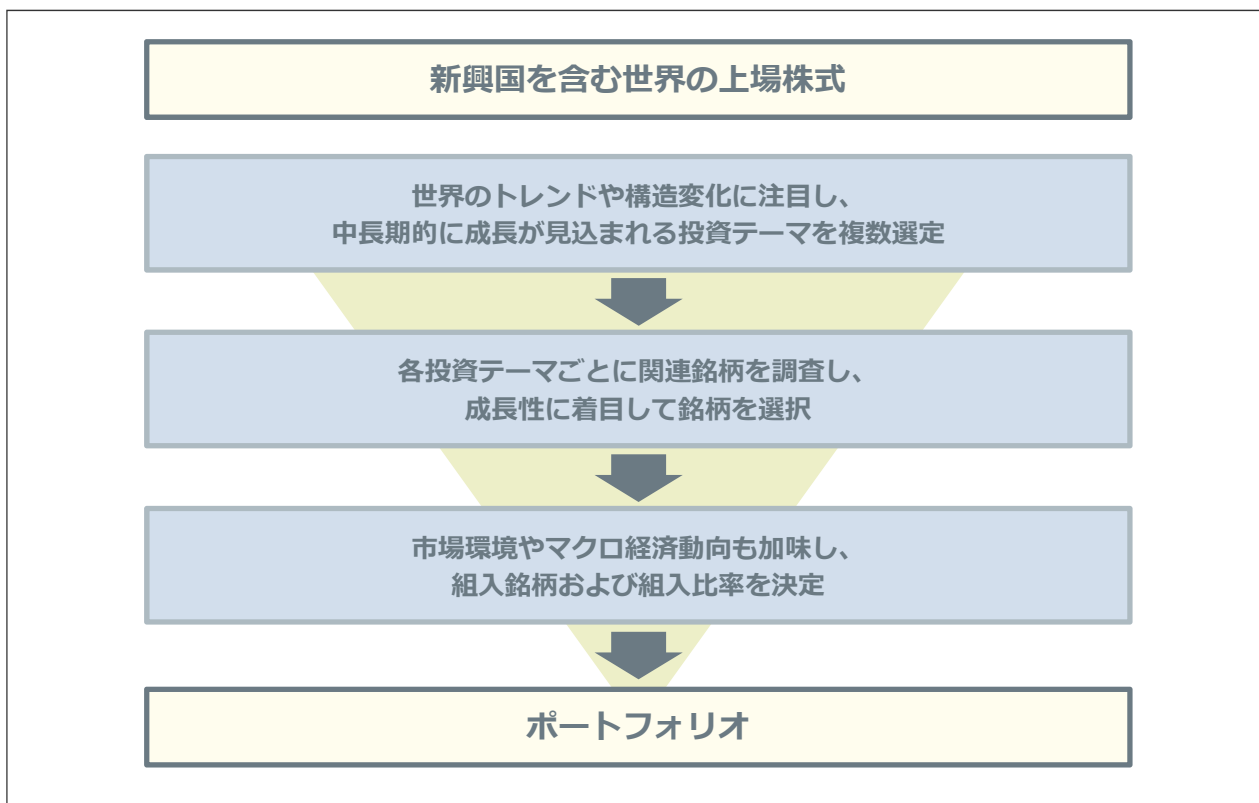 新興国を含む世界の上場株式
世界のトレンドや構造変化に注目し、
中長期的に成長が見込まれる投資テーマを複数選定
各投資テーマごとに関連銘柄を調査し、
成長性に着目して銘柄を選択
市場環境やマクロ経済動向も加味し、
組入銘柄および組入比率を決定
ポートフォリオ